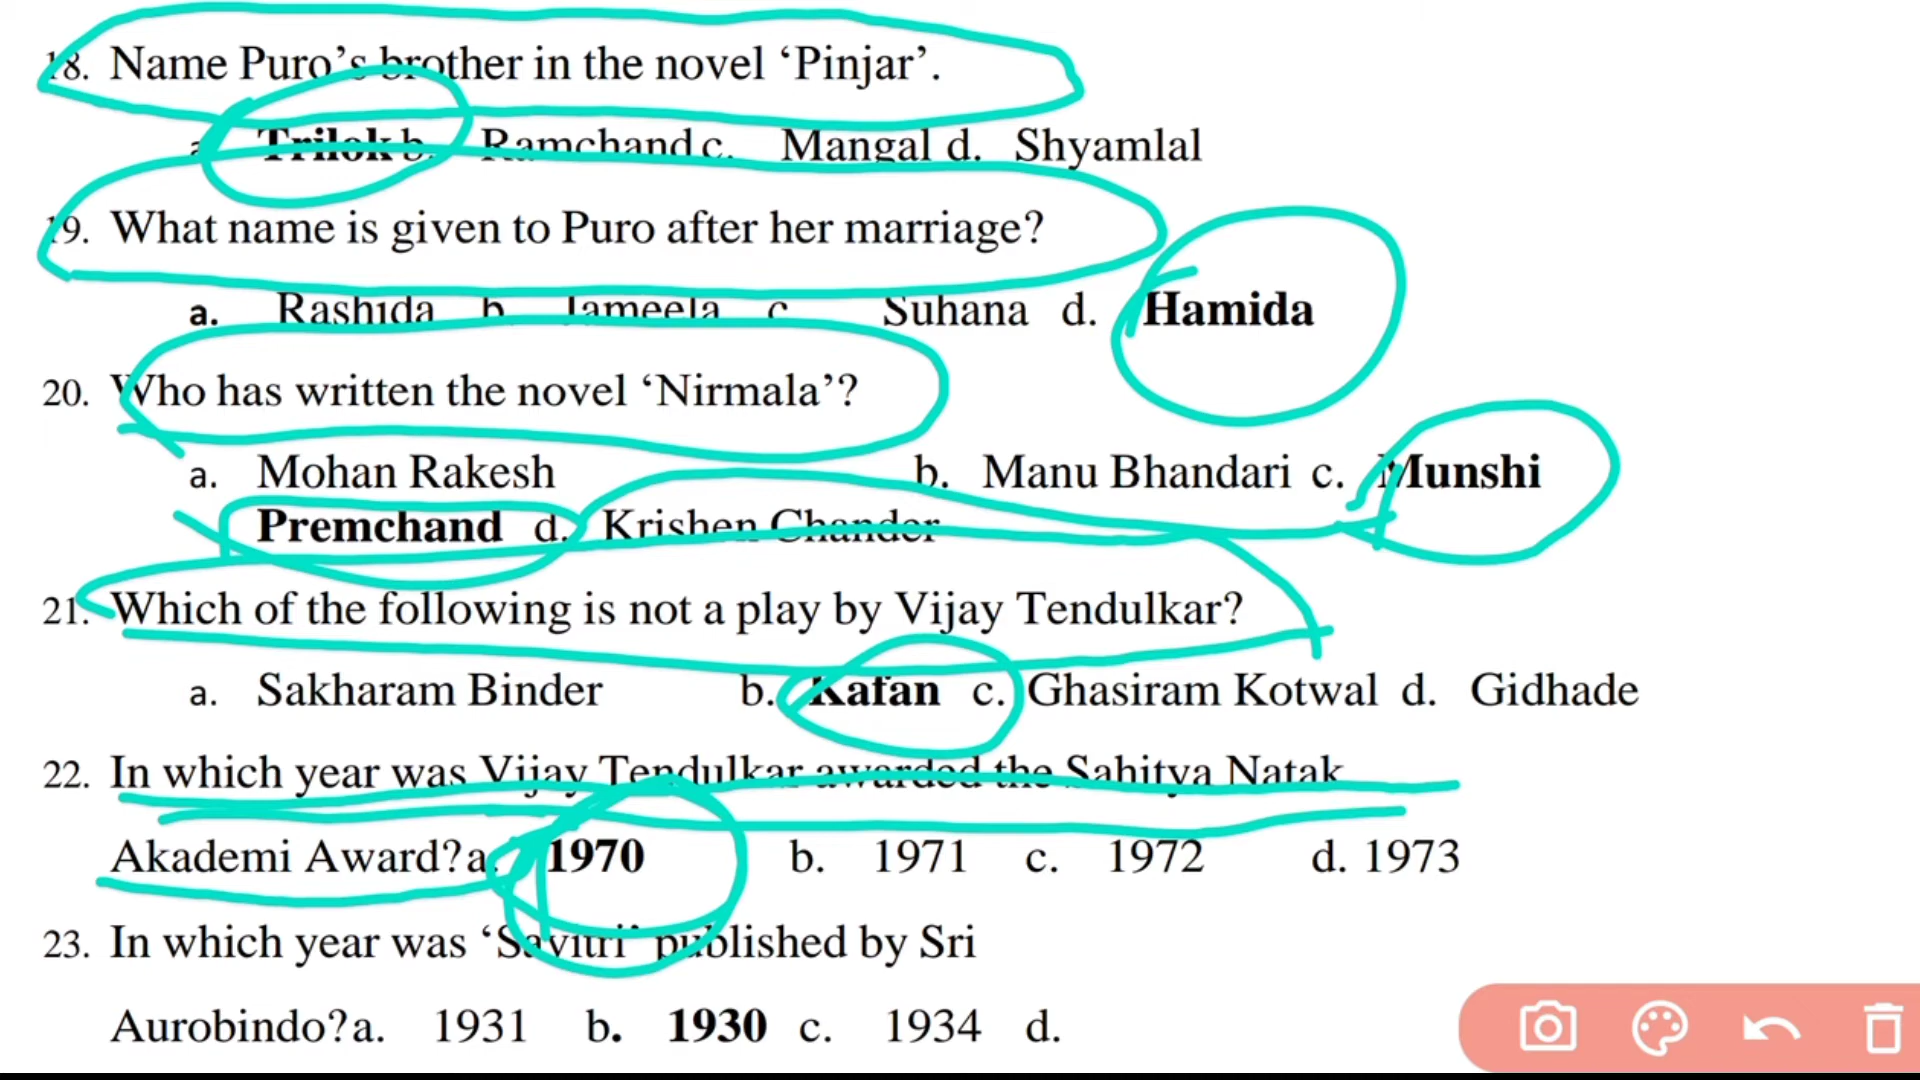 18. Name Puro’s brother in the novel ‘Pinjar’.
a. Trilok b. Ramchand c. Mangal d. Shyamlal
19. What name is given to Puro after her marriage?
a. Rashida b. Jameela c. Suhana d. Hamida
20. Who has written the novel ‘Nirmala’?
a. Mohan Rakesh b. Manu Bhandari c. Munshi
Premchand d. Krishen Chander
21. Which of the following is not a play by Vijay Tendulkar?
a. Sakharam Binder b. Kafan c. Ghasiram Kotwal d. Gidhade
22. In which year was Vijay Tendulkar awarded the Sahitya Natak
Akademi Award?a. 1970 b. 1971 c. 1972 d. 1973
23. In which year was ‘Savitri’ published by Sri
Aurobindo?a. 1931 b. 1930 c. 1934 d.